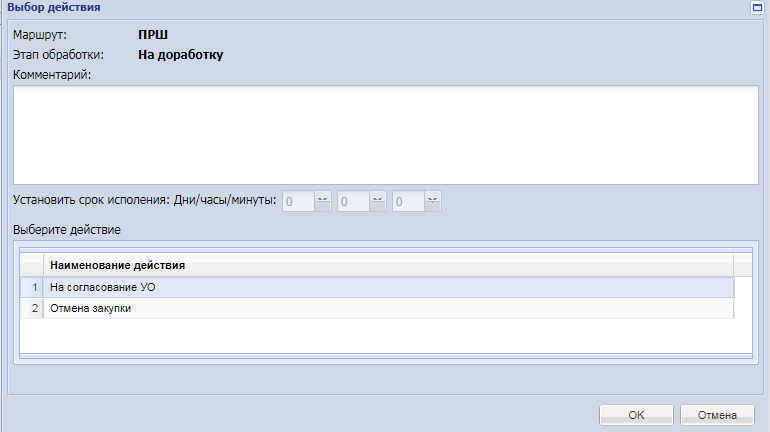 Выбор действия
Маршрут: ПРШ
Этап обработки: На доработку
Комментарий:
Установить срок исполения: Дни/часы/минуты: 0 0 0
Выберите действие
Наименование действия
1 На согласование УО
2 Отмена закупки
OK Отмена